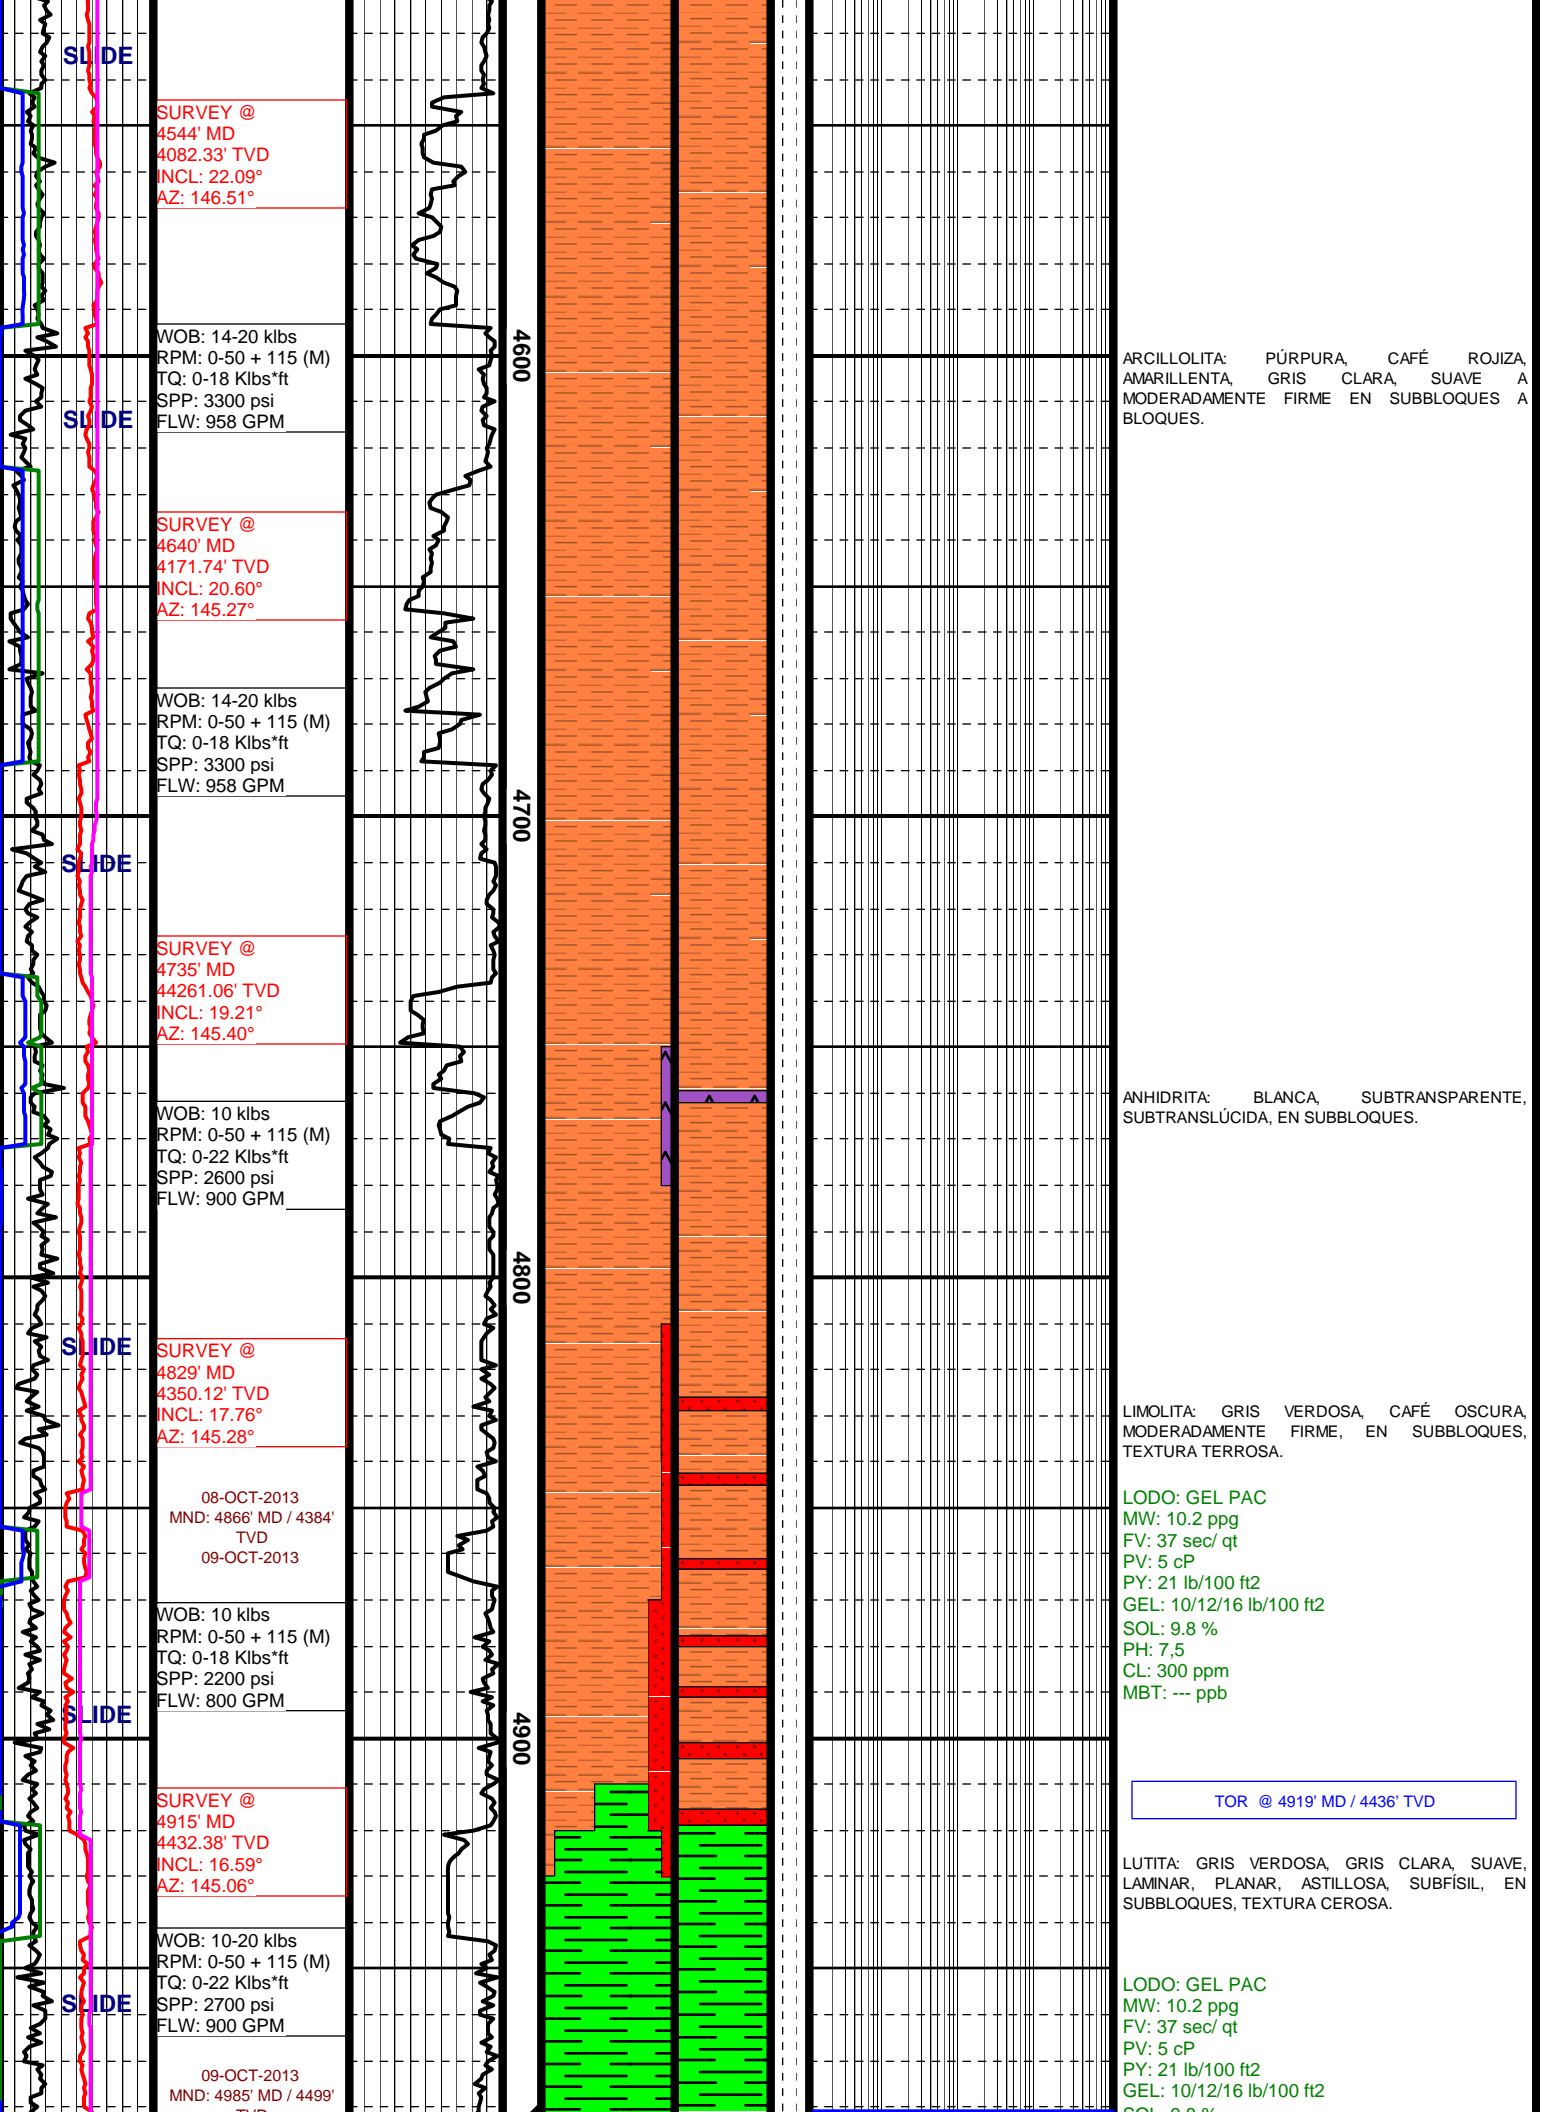 SLIDE
SURVEY @
4544' MD
4082.33' TVD
INCL: 22.09°
AZ: 146.51°
WOB: 14-20 klbs
RPM: 0-50 + 115 (M)
TQ: 0-18 Klbs*ft
SPP: 3300 psi
FLW: 958 GPM
SLIDE
4600
ARCILLOLITA: PÚRPURA, CAFÉ ROJIZA,
AMARILLENTA, GRIS CLARA, SUAVE A
MODERADAMENTE FIRME EN SUBBLOQUES A
BLOQUES.
SURVEY @
4640' MD
4171.74' TVD
INCL: 20.60°
AZ: 145.27°
WOB: 14-20 klbs
RPM: 0-50 + 115 (M)
TQ: 0-18 Klbs*ft
SPP: 3300 psi
FLW: 958 GPM
4700
SLIDE
SURVEY @
4735' MD
44261.06' TVD
INCL: 19.21°
AZ: 145.40°
WOB: 10 klbs
RPM: 0-50 + 115 (M)
TQ: 0-22 Klbs*ft
SPP: 2600 psi
FLW: 900 GPM
ANHIDRITA: BLANCA, SUBTRANSPARENTE,
SUBTRANSLÚCIDA, EN SUBBLOQUES.
4800
SLIDE
SURVEY @
4829' MD
4350.12' TVD
INCL: 17.76°
AZ: 145.28°
LIMOLITA: GRIS VERDOSA, CAFÉ OSCURA,
MODERADAMENTE FIRME, EN SUBBLOQUES,
TEXTURA TERROSA.
08-OCT-2013
MND: 4866' MD / 4384'
TVD
09-OCT-2013
LODO: GEL PAC
MW: 10.2 ppg
FV: 37 sec/ qt
PV: 5 cP
PY: 21 lb/100 ft2
GEL: 10/12/16 lb/100 ft2
SOL: 9.8 %
PH: 7,5
CL: 300 ppm
MBT: --- ppb
WOB: 10 klbs
RPM: 0-50 + 115 (M)
TQ: 0-18 Klbs*ft
SPP: 2200 psi
FLW: 800 GPM
SLIDE
4900
SURVEY @
4915' MD
4432.38' TVD
INCL: 16.59°
AZ: 145.06°
TOR @ 4919' MD / 4436' TVD
LUTITA: GRIS VERDOSA, GRIS CLARA, SUAVE,
LAMINAR, PLANAR, ASTILLOSA, SUBFÍSIL, EN
SUBBLOQUES, TEXTURA CEROSA.
WOB: 10-20 klbs
RPM: 0-50 + 115 (M)
TQ: 0-22 Klbs*ft
SPP: 2700 psi
FLW: 900 GPM
SLIDE
LODO: GEL PAC
MW: 10.2 ppg
FV: 37 sec/ qt
PV: 5 cP
PY: 21 lb/100 ft2
GEL: 10/12/16 lb/100 ft2
SOL: 9.8 %
09-OCT-2013
MND: 4985' MD / 4499'
TVD